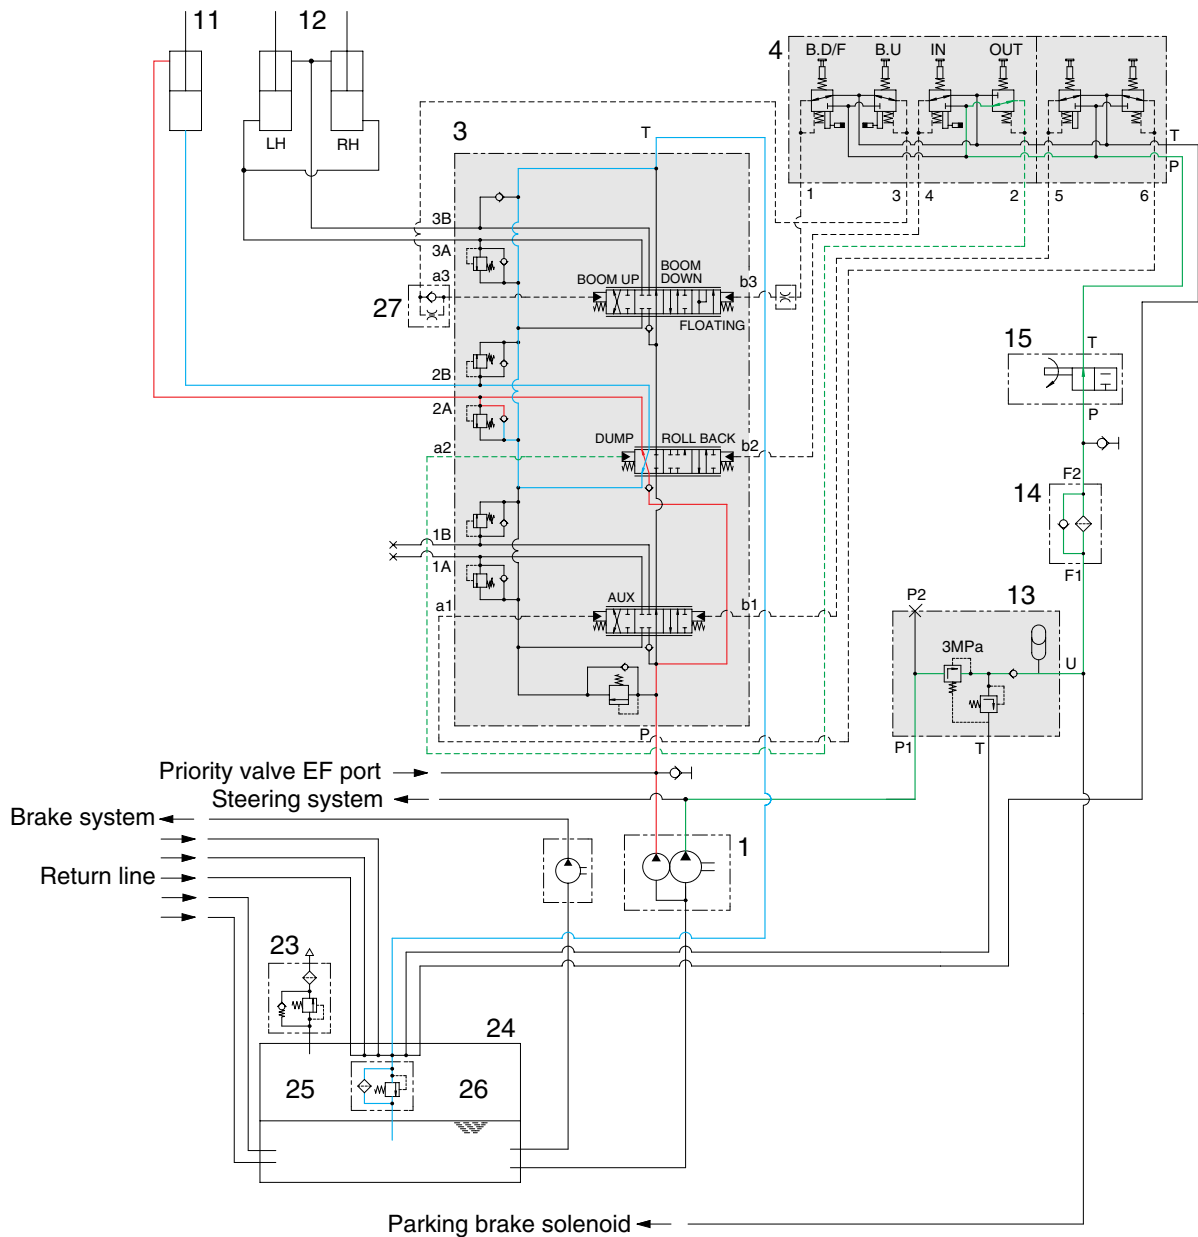 11
12
LH
RH
4
B.D/F
B.U
IN
OUT
T
P
1
3
4
2
5
6
3
T
3B
3A
a3
BOOM UP
BOOM
DOWN
b3
FLOATING
27
2B
2A
a2
DUMP
ROLL BACK
b2
1B
1A
a1
AUX
b1
P
15
T
P
14
F2
F1
P2
13
3MPa
U
P1
T
Priority valve EF port
Steering system
Brake system
Return line
1
23
24
25
26
Parking brake solenoid